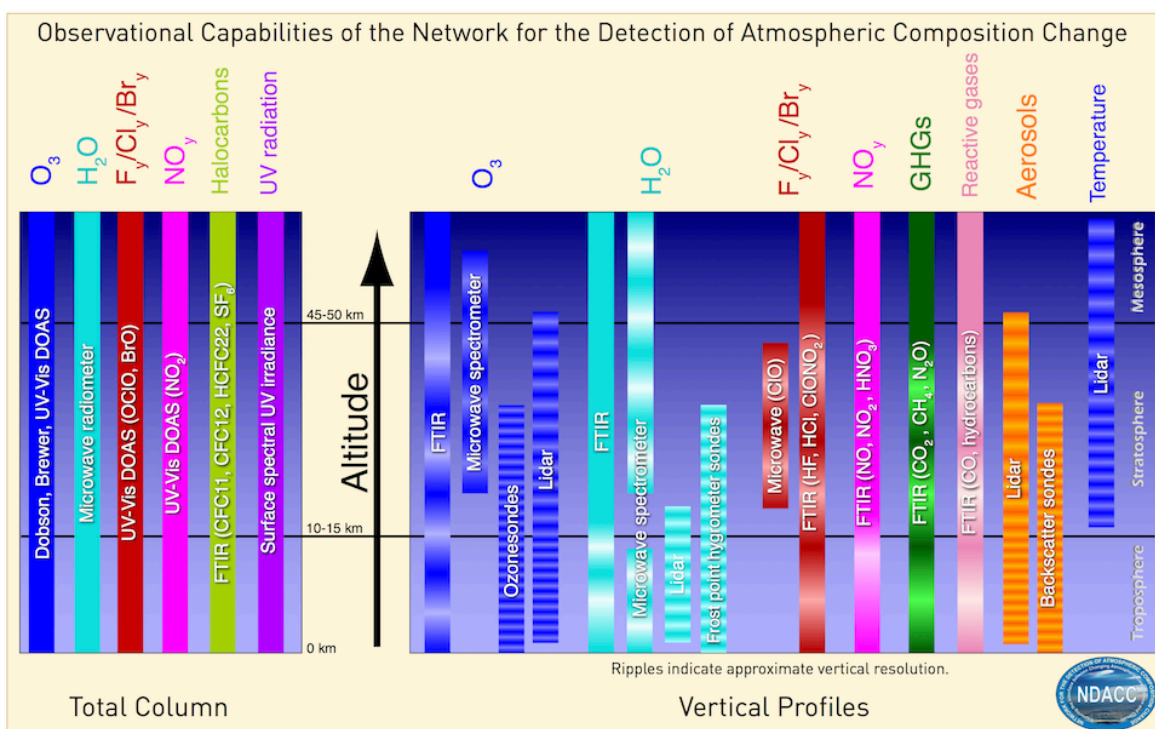 Observational Capabilities of the Network for the Detection of Atmospheric Composition Change
O3
H2O
Fy/Cly/Bry
NOy
Halocarbons
UV radiation
O3
H2O
Fy/Cly/Bry
NOy
GHGs
Reactive gases
Aerosols
Temperature
Dobson, Brewer, UV-Vis DOAS
Microwave radiometer
UV-Vis DOAS (OClO, BrO)
UV-Vis DOAS (NO2)
FTIR (CFC11, CFC12, HCFC22, SF6)
Surface spectral UV irradiance
Altitude
45-50 km
10-15 km
0 km
FTIR
Microwave spectrometer
Ozonesondes
Lidar
FTIR
Microwave spectrometer
Lidar
Frost point hygrometer sondes
Microwave (ClO)
FTIR (HF, HCl, ClONO2)
FTIR (NO, NO2, HNO3)
FTIR (CO2, CH4, N2O)
FTIR (CO, hydrocarbons)
Lidar
Backscatter sondes
Lidar
Mesosphere
Stratosphere
Troposphere
Ripples indicate approximate vertical resolution.
Total Column
Vertical Profiles
NDACC